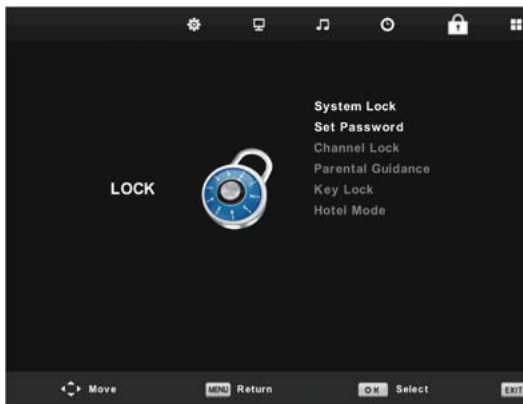 System Lock
Set Password
Channel Lock
Parental Guidance
LOCK
Key Lock
Hotel Mode
Move
MENU Return
OK Select
EXIT